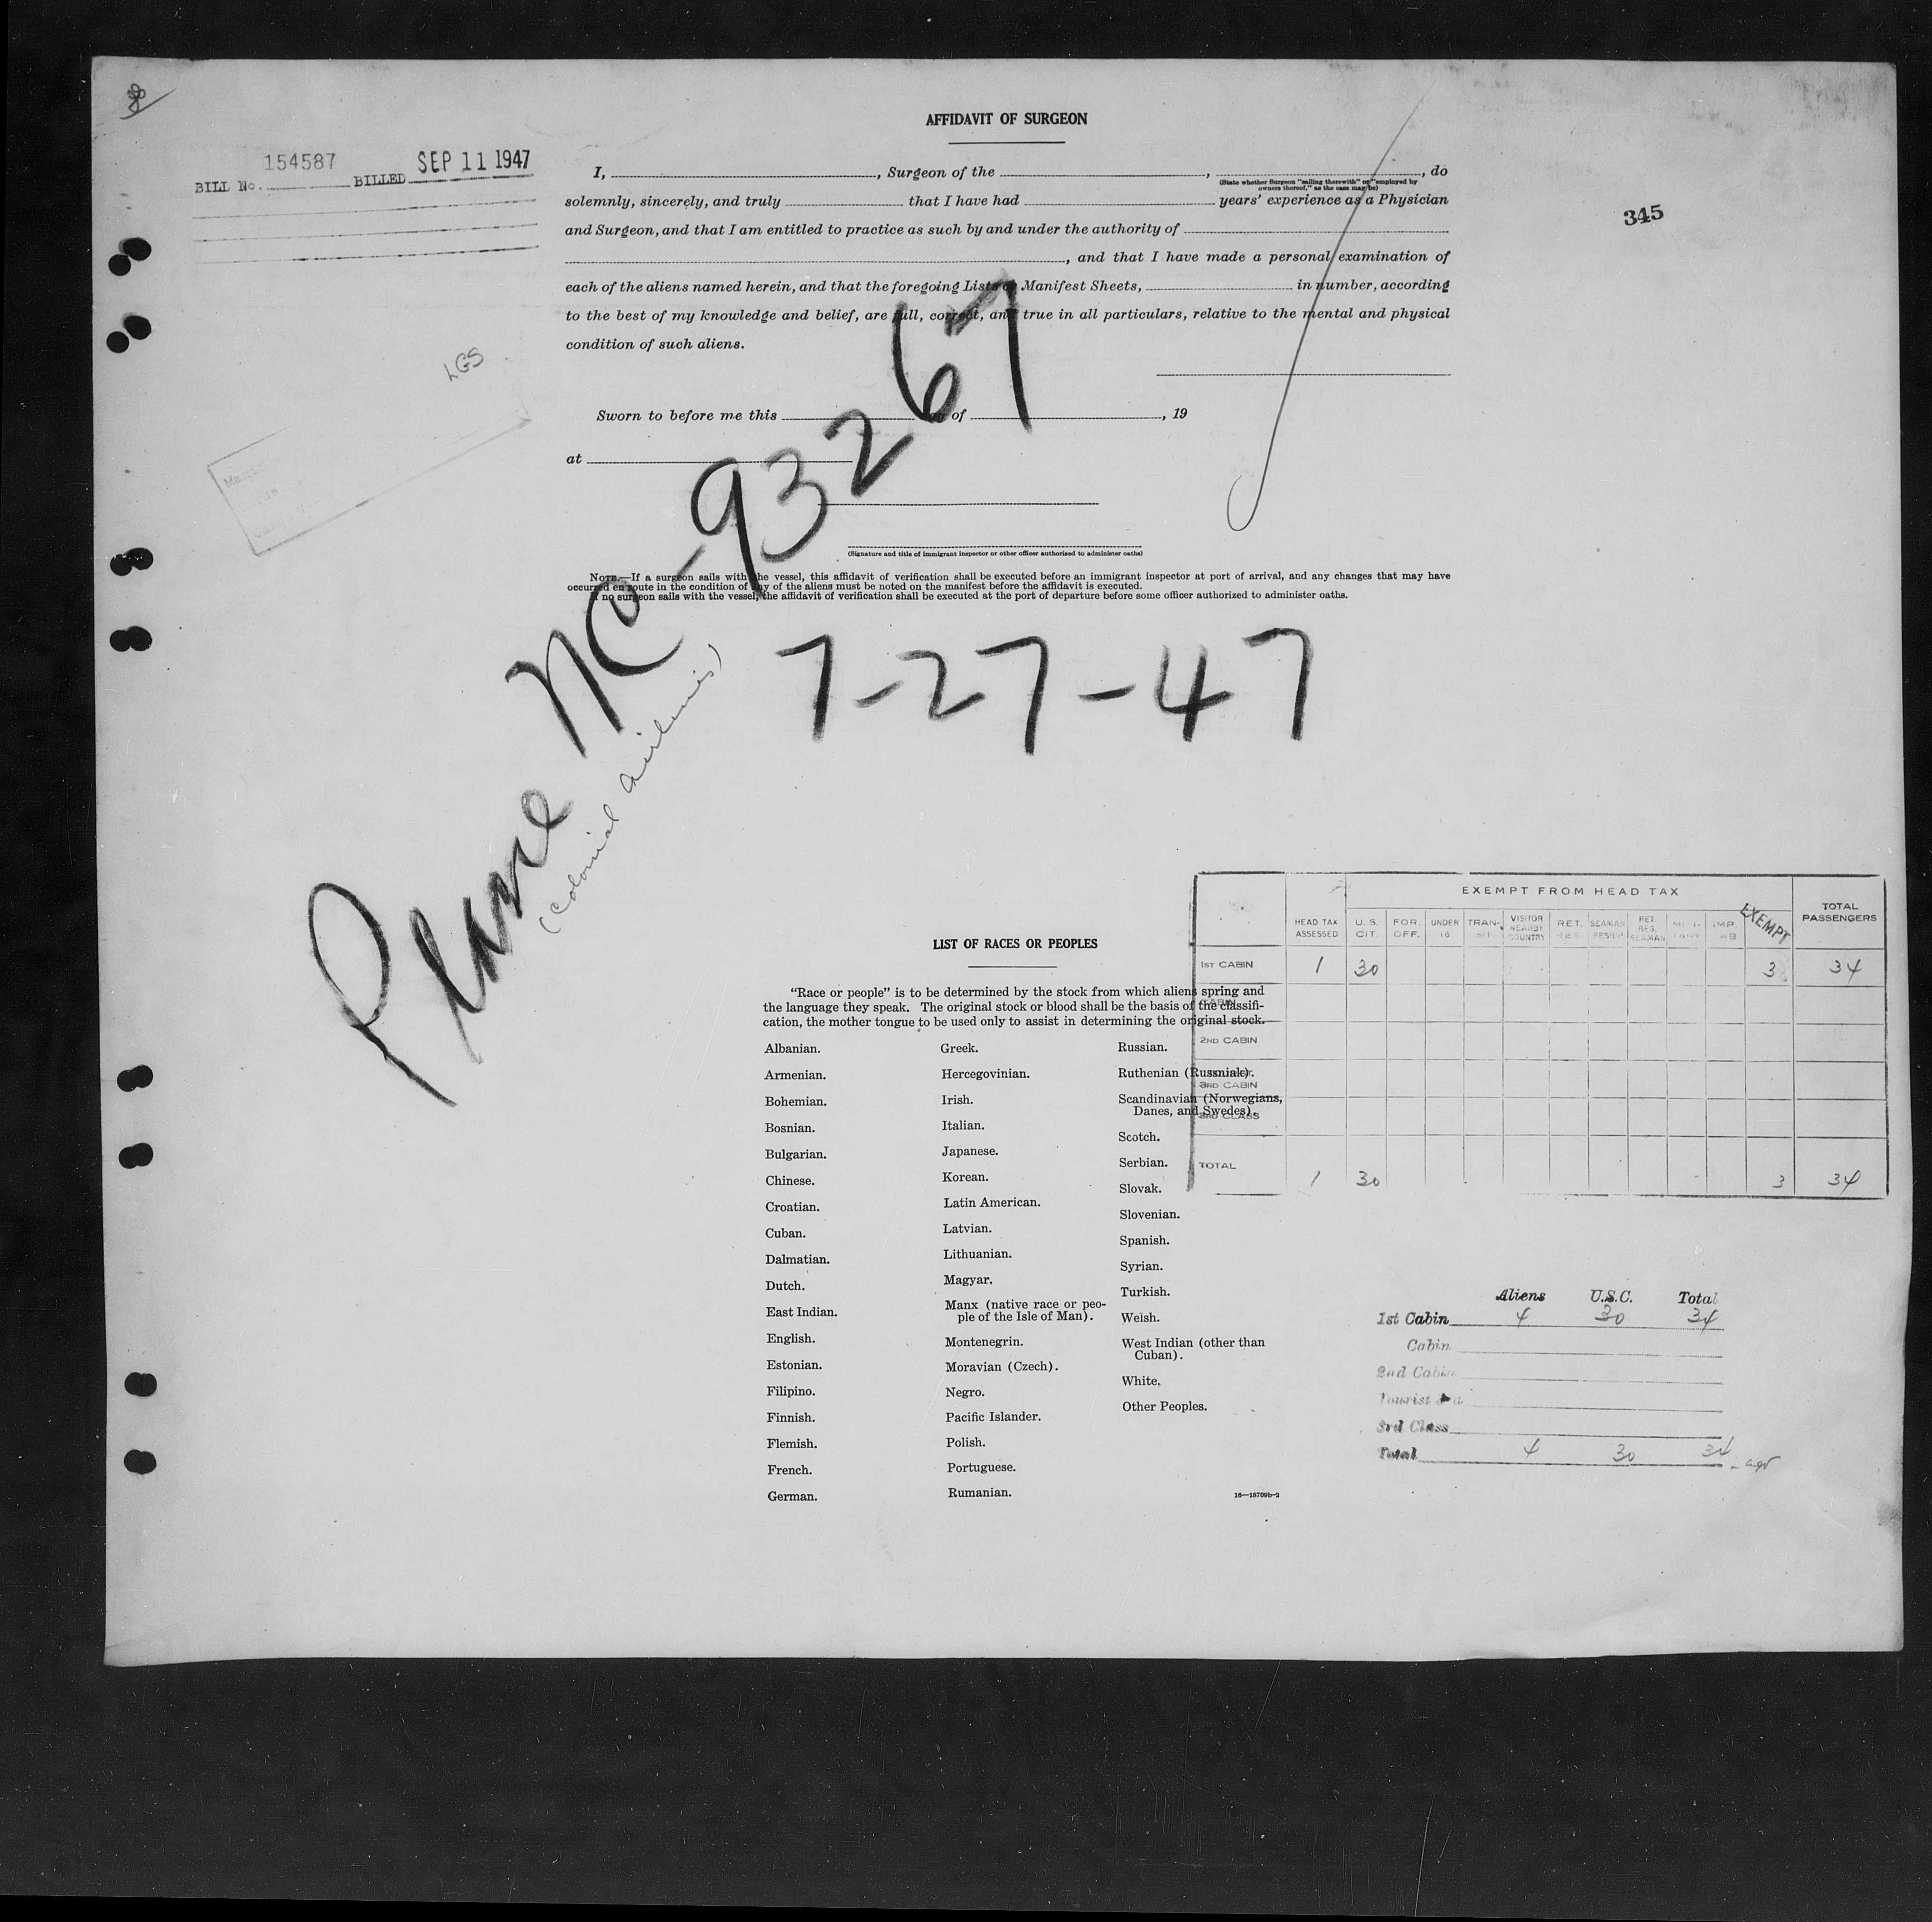 AFFIDAVIT OF SURGEON
BILL No. 154587 BILLED SEP 11 1947
345
I, , Surgeon of the , , do
(State whether Surgeon "sailing therewith" or "employed by
owners thereof," as the case may be)
solemnly, sincerely, and truly that I have had years' experience as a Physician
and Surgeon, and that I am entitled to practice as such by and under the authority of
, and that I have made a personal examination of
each of the aliens named herein, and that the foregoing Lists or Manifest Sheets, in number, according
to the best of my knowledge and belief, are full, correct, and true in all particulars, relative to the mental and physical
condition of such aliens.
LGS
Sworn to before me this of , 19
at
(Signature and title of immigrant inspector or other officer authorized to administer oaths)
NOTE.—If a surgeon sails with the vessel, this affidavit of verification shall be executed before an immigrant inspector at port of arrival, and any changes that may have
occurred en route in the condition of any of the aliens must be noted on the manifest before the affidavit is executed.
If no surgeon sails with the vessel, the affidavit of verification shall be executed at the port of departure before some officer authorized to administer oaths.
Plane NC-93267
(Colonial Airlines)
7-27-47
EXEMPT FROM HEAD TAX
HEAD TAX ASSESSED U.S. CIT. FOR. OFF. UNDER 16 TRAN-SIT VISITOR NEARBY COUNTRY RET. RES. SEAMAN RESHIP RET. RES. SEAMAN MILI-TARY IMP. AB EXEMPT TOTAL PASSENGERS
1ST CABIN 1 30 3 34
CABIN
2ND CABIN
3RD CABIN
3RD CLASS
TOTAL 1 30 3 34
LIST OF RACES OR PEOPLES
"Race or people" is to be determined by the stock from which aliens spring and
the language they speak. The original stock or blood shall be the basis of the classifi-
cation, the mother tongue to be used only to assist in determining the original stock.
Albanian.
Armenian.
Bohemian.
Bosnian.
Bulgarian.
Chinese.
Croatian.
Cuban.
Dalmatian.
Dutch.
East Indian.
English.
Estonian.
Filipino.
Finnish.
Flemish.
French.
German.
Greek.
Hercegovinian.
Irish.
Italian.
Japanese.
Korean.
Latin American.
Latvian.
Lithuanian.
Magyar.
Manx (native race or peo-
ple of the Isle of Man).
Montenegrin.
Moravian (Czech).
Negro.
Pacific Islander.
Polish.
Portuguese.
Rumanian.
Russian.
Ruthenian (Russniak).
Scandinavian (Norwegians,
Danes, and Swedes).
Scotch.
Serbian.
Slovak.
Slovenian.
Spanish.
Syrian.
Turkish.
Welsh.
West Indian (other than
Cuban).
White.
Other Peoples.
16—18709b-2
Aliens U.S.C. Total
1st Cabin 4 30 34
Cabin
2nd Cabin
Tourist
3rd Class
Total 4 30 34